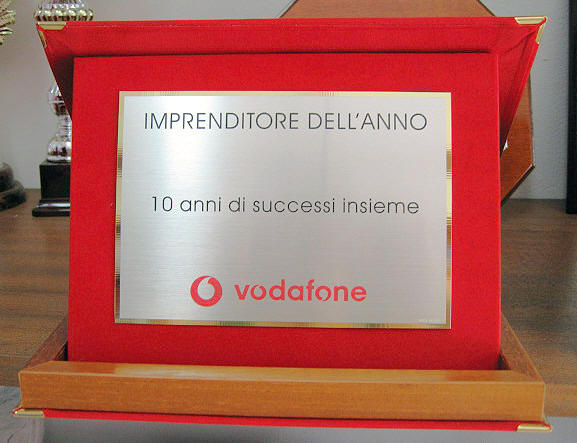 IMPRENDITORE DELL'ANNO
10 anni di successi insieme
vodafone